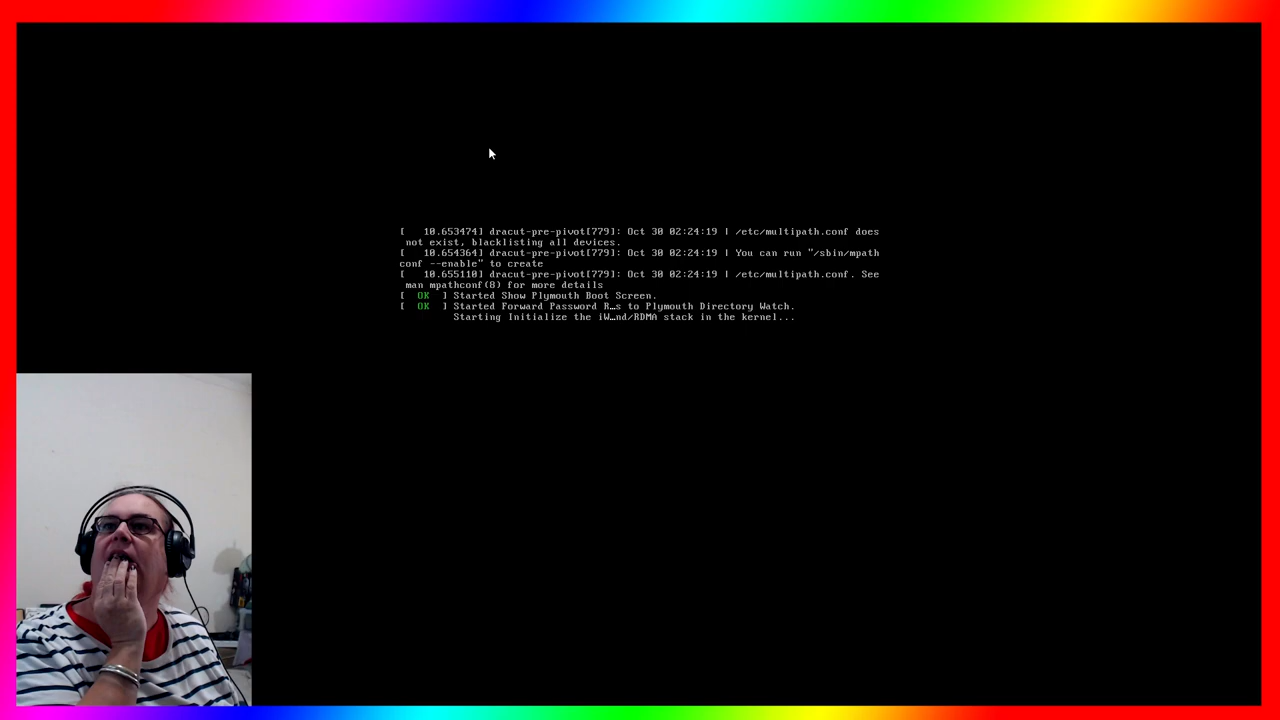 [   10.653474] dracut-pre-pivot[779]: Oct 30 02:24:19 | /etc/multipath.conf does
 not exist, blacklisting all devices.
[   10.654364] dracut-pre-pivot[779]: Oct 30 02:24:19 | You can run "/sbin/mpath
conf --enable" to create
[   10.655110] dracut-pre-pivot[779]: Oct 30 02:24:19 | /etc/multipath.conf. See
 man mpathconf(8) for more details
[  OK  ] Started Show Plymouth Boot Screen.
[  OK  ] Started Forward Password R…s to Plymouth Directory Watch.
         Starting Initialize the iW…nd/RDMA stack in the kernel...